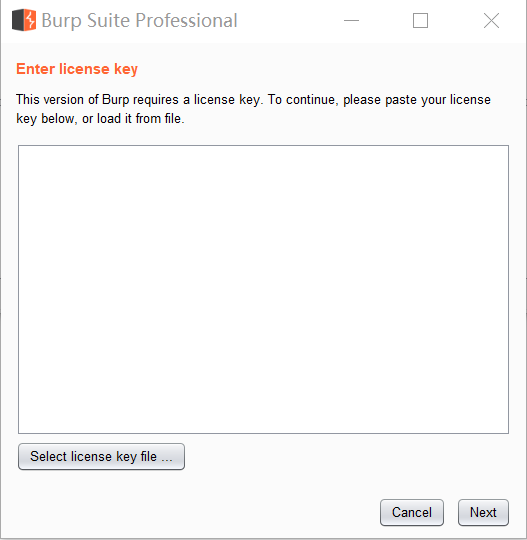 Burp Suite Professional
Enter license key
This version of Burp requires a license key. To continue, please paste your license
key below, or load it from file.
Select license key file ...
Cancel Next